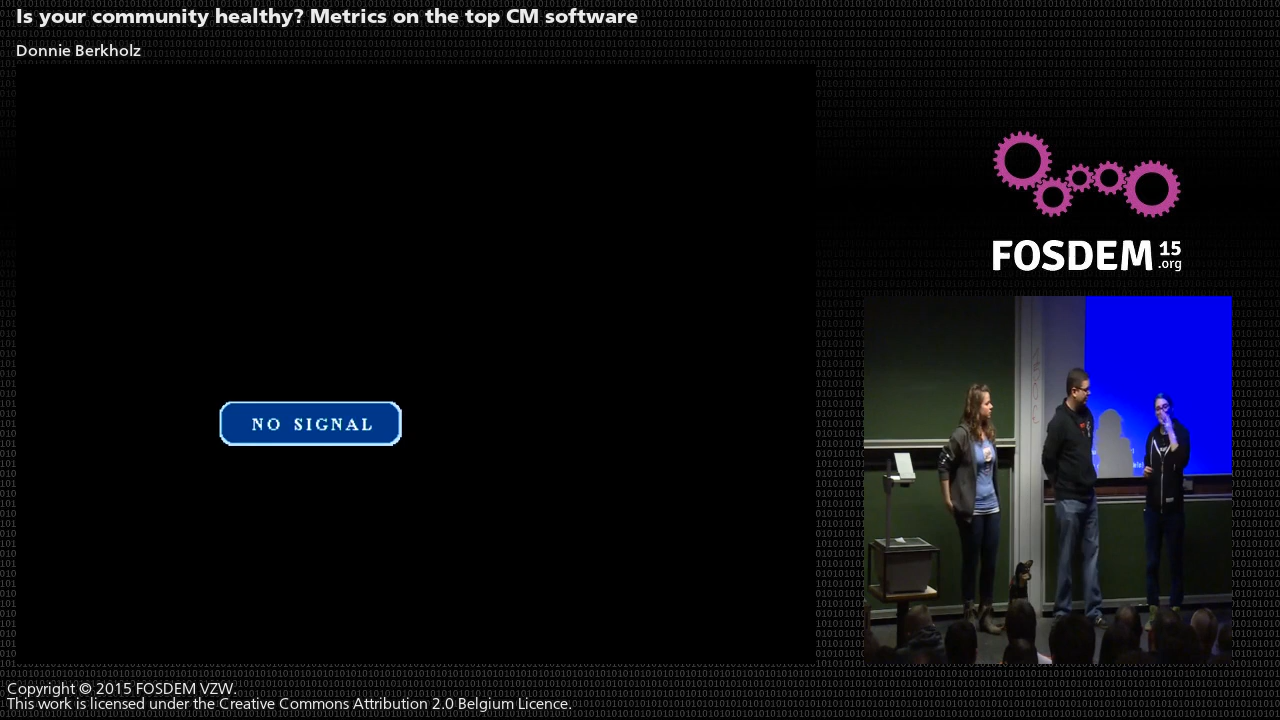 Is your community healthy? Metrics on the top CM software
Donnie Berkholz
FOSDEM 15
.org
NO SIGNAL
Copyright © 2015 FOSDEM VZW.
This work is licensed under the Creative Commons Attribution 2.0 Belgium Licence.